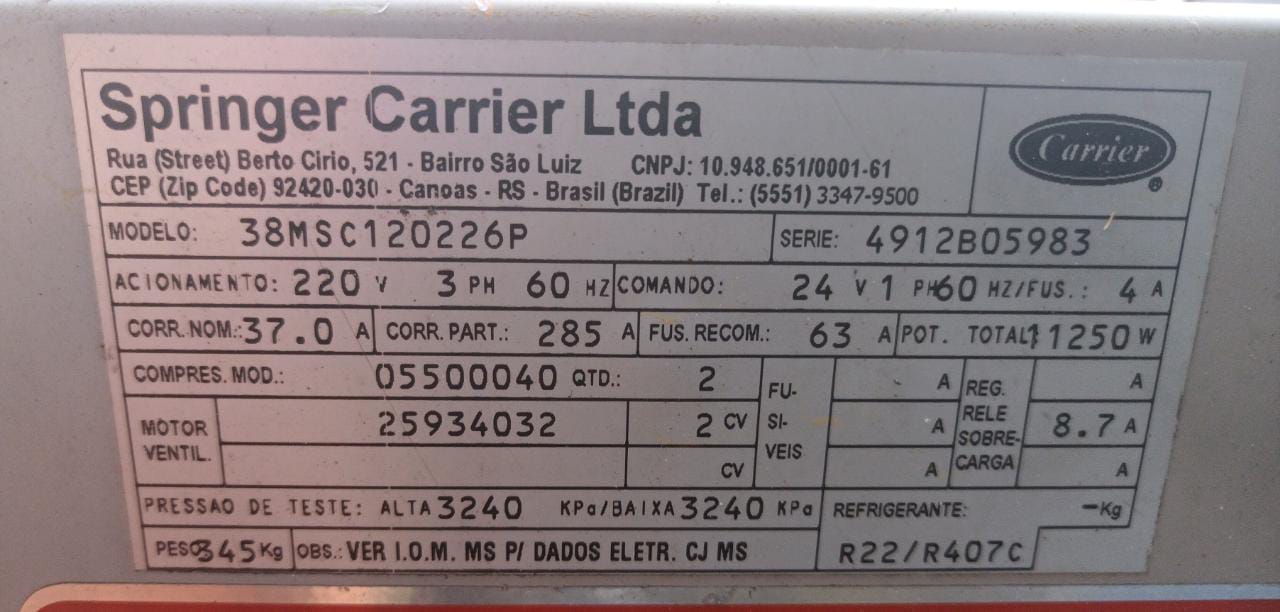 Springer Carrier Ltda
Carrier ®
Rua (Street) Berto Cirio, 521 - Bairro São Luiz CNPJ: 10.948.651/0001-61
CEP (Zip Code) 92420-030 - Canoas - RS - Brasil (Brazil) Tel.: (5551) 3347-9500
MODELO: 38MSC120226P SERIE: 4912B05983
ACIONAMENTO: 220 V 3 PH 60 HZ COMANDO: 24 V 1 PH 60 HZ/FUS.: 4 A
CORR. NOM.: 37.0 A CORR. PART.: 285 A FUS. RECOM.: 63 A POT. TOTAL 11250 W
COMPRES. MOD.: 05500040 QTD.: 2
MOTOR VENTIL. 25934032 2 CV
CV
FU-
SI-
VEIS
A
A
A
REG.
RELE
SOBRE-
CARGA
A
8.7 A
A
PRESSAO DE TESTE: ALTA 3240 KPa/BAIXA 3240 KPa REFRIGERANTE: -Kg
PESO 345 Kg OBS.: VER I.O.M. MS P/ DADOS ELETR. CJ MS R22/R407C